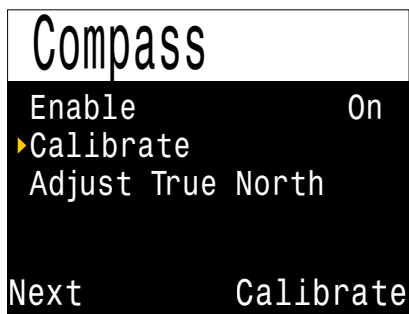 Compass
Enable On
Calibrate
Adjust True North
Next Calibrate